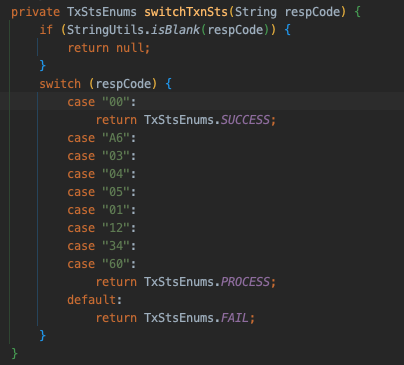 private TxStsEnums switchTxnSts(String respCode) {
    if (StringUtils.isBlank(respCode)) {
        return null;
    }
    switch (respCode) {
        case "00":
            return TxStsEnums.SUCCESS;
        case "A6":
        case "03":
        case "04":
        case "05":
        case "01":
        case "12":
        case "34":
        case "60":
            return TxStsEnums.PROCESS;
        default:
            return TxStsEnums.FAIL;
    }
}